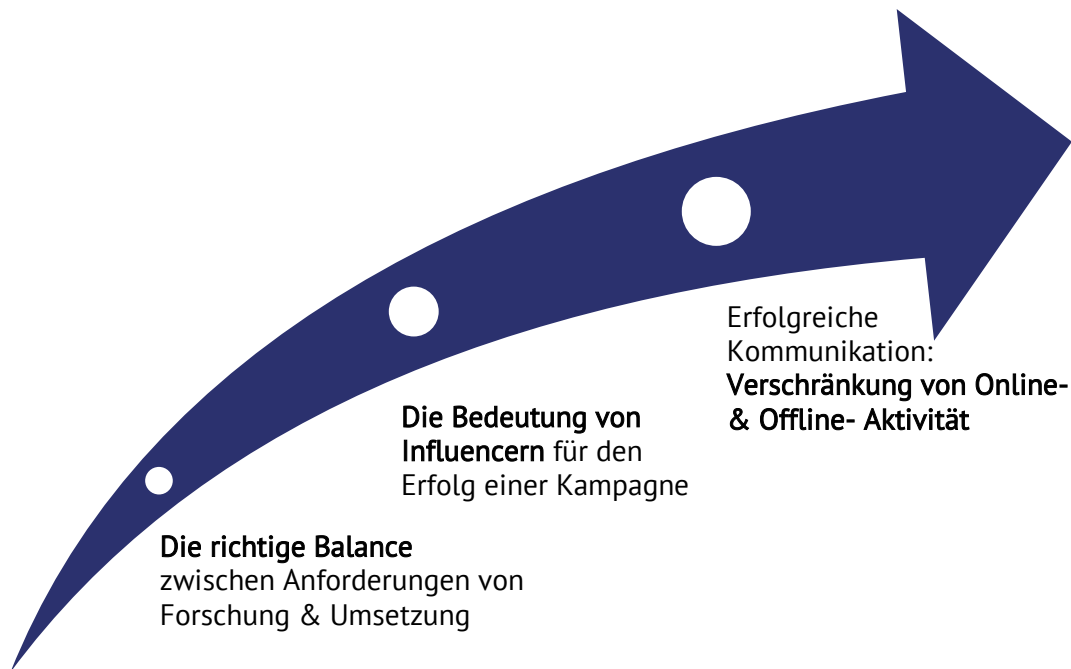 Die richtige Balance
zwischen Anforderungen von
Forschung & Umsetzung
Die Bedeutung von
Influencern für den
Erfolg einer Kampagne
Erfolgreiche
Kommunikation:
Verschränkung von Online-
& Offline- Aktivität